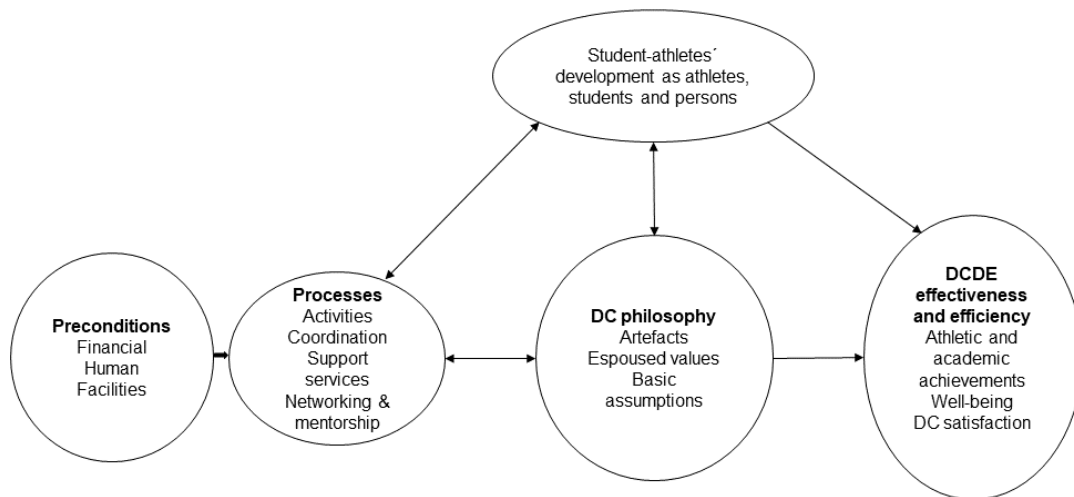 Student-athletes´
development as athletes,
students and persons
Preconditions
Financial
Human
Facilities
Processes
Activities
Coordination
Support
services
Networking &
mentorship
DC philosophy
Artefacts
Espoused values
Basic
assumptions
DCDE
effectiveness
and efficiency
Athletic and
academic
achievements
Well-being
DC satisfaction